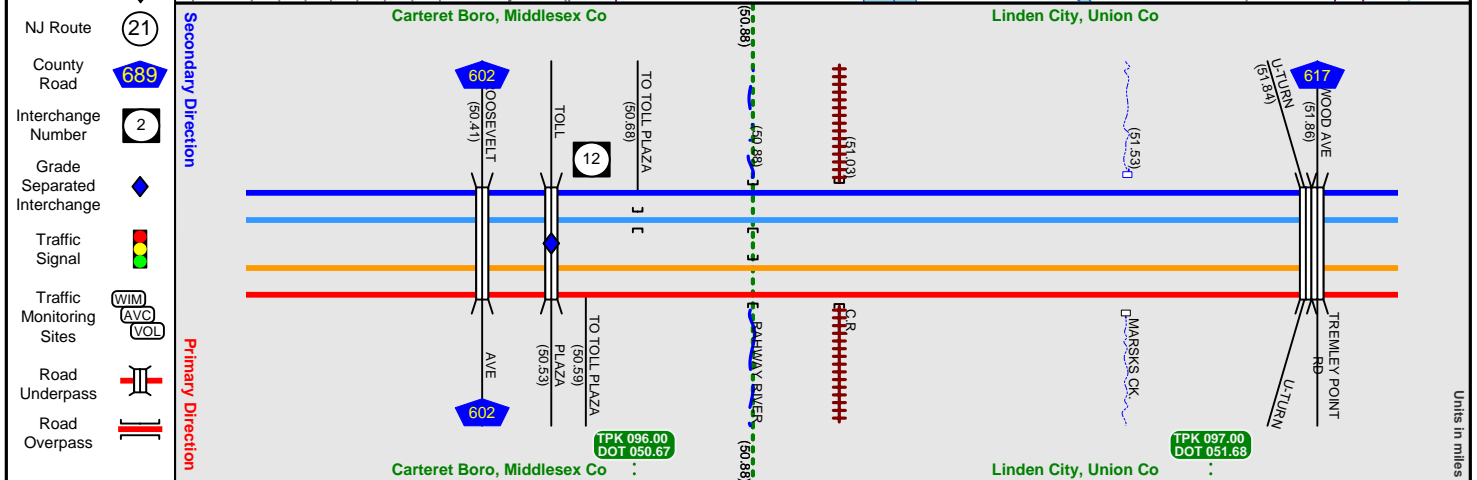 NJ Route
21
County
Road
689
Interchange
Number
2
Grade
Separated
Interchange
Traffic
Signal
Traffic
Monitoring
Sites
WIM
AVC
VOL
Road
Underpass
Road
Overpass
Secondary Direction
Primary Direction
Carteret Boro, Middlesex Co
Linden City, Union Co
(50.88)
602
OOSEVELT
(50.41)
TOLL
12
TO TOLL PLAZA
(50.68)
(50.88)
(51.03)
(51.53)
U-TURN
(51.84)
617
WOOD AVE
(51.86)
AVE
602
PLAZA
(50.53)
TO TOLL PLAZA
(50.59)
RAHWAY RIVER
C.R.
MARSKS CK.
U-TURN
TREMLEY POINT
RD
TPK 096.00
DOT 050.67
TPK 097.00
DOT 051.68
Carteret Boro, Middlesex Co
(50.88)
Linden City, Union Co
Units in miles